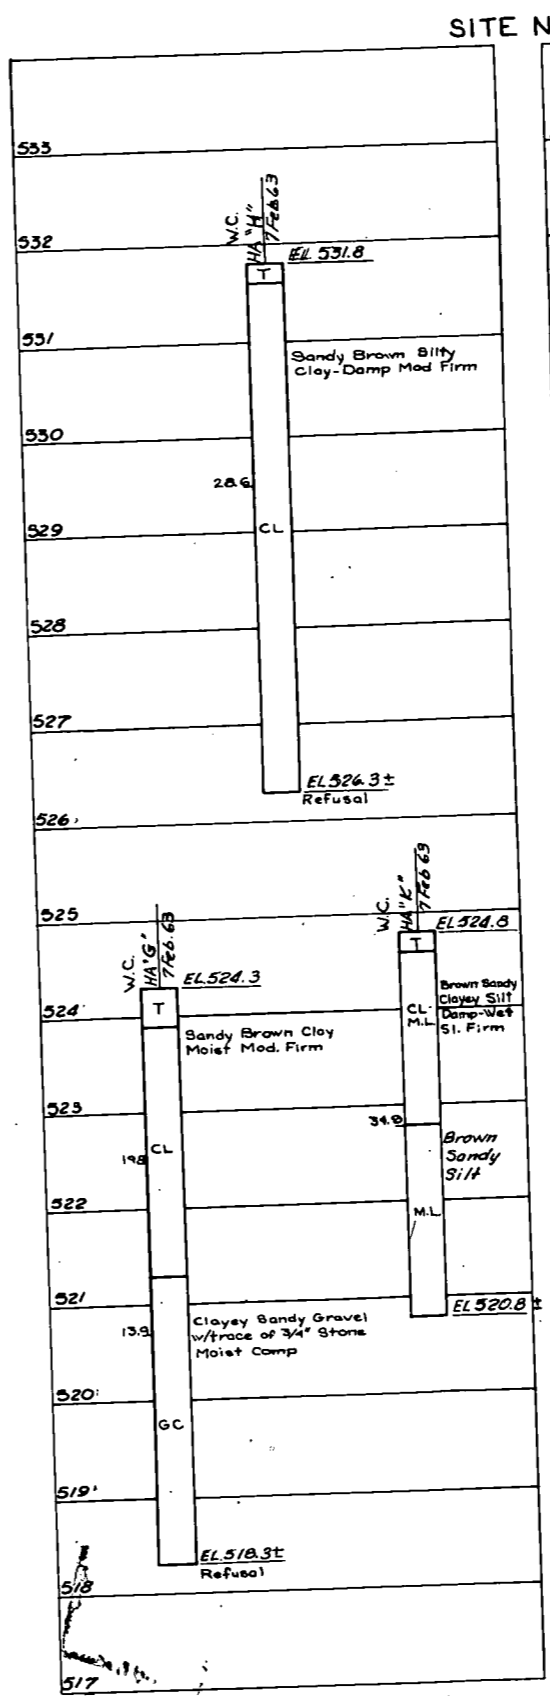 SITE N
533
532
W.C.
HA "H"
7 Feb 63
EL 531.8
T
531
Sandy Brown Silty
Clay-Damp Mod Firm
530
28.6
529
CL
528
527
EL 526.3±
Refusal
526
525
W.C.
HA "G"
7 Feb. 63
EL. 524.3
T
W.C.
HA "K"
7 Feb 63
EL 524.8
T
524
Sandy Brown Clay
Moist Mod. Firm
CL-
M.L.
Brown Sandy
Clayey Silt
Damp-Wet
Sl. Firm
523
CL
19.8
34.8
Brown
Sandy
Silt
522
M.L.
521
EL 520.8 ±
13.9
Clayey Sandy Gravel
w/trace of 3/4" Stone
Moist Comp
520
GC
519
EL. 518.3±
Refusal
518
517